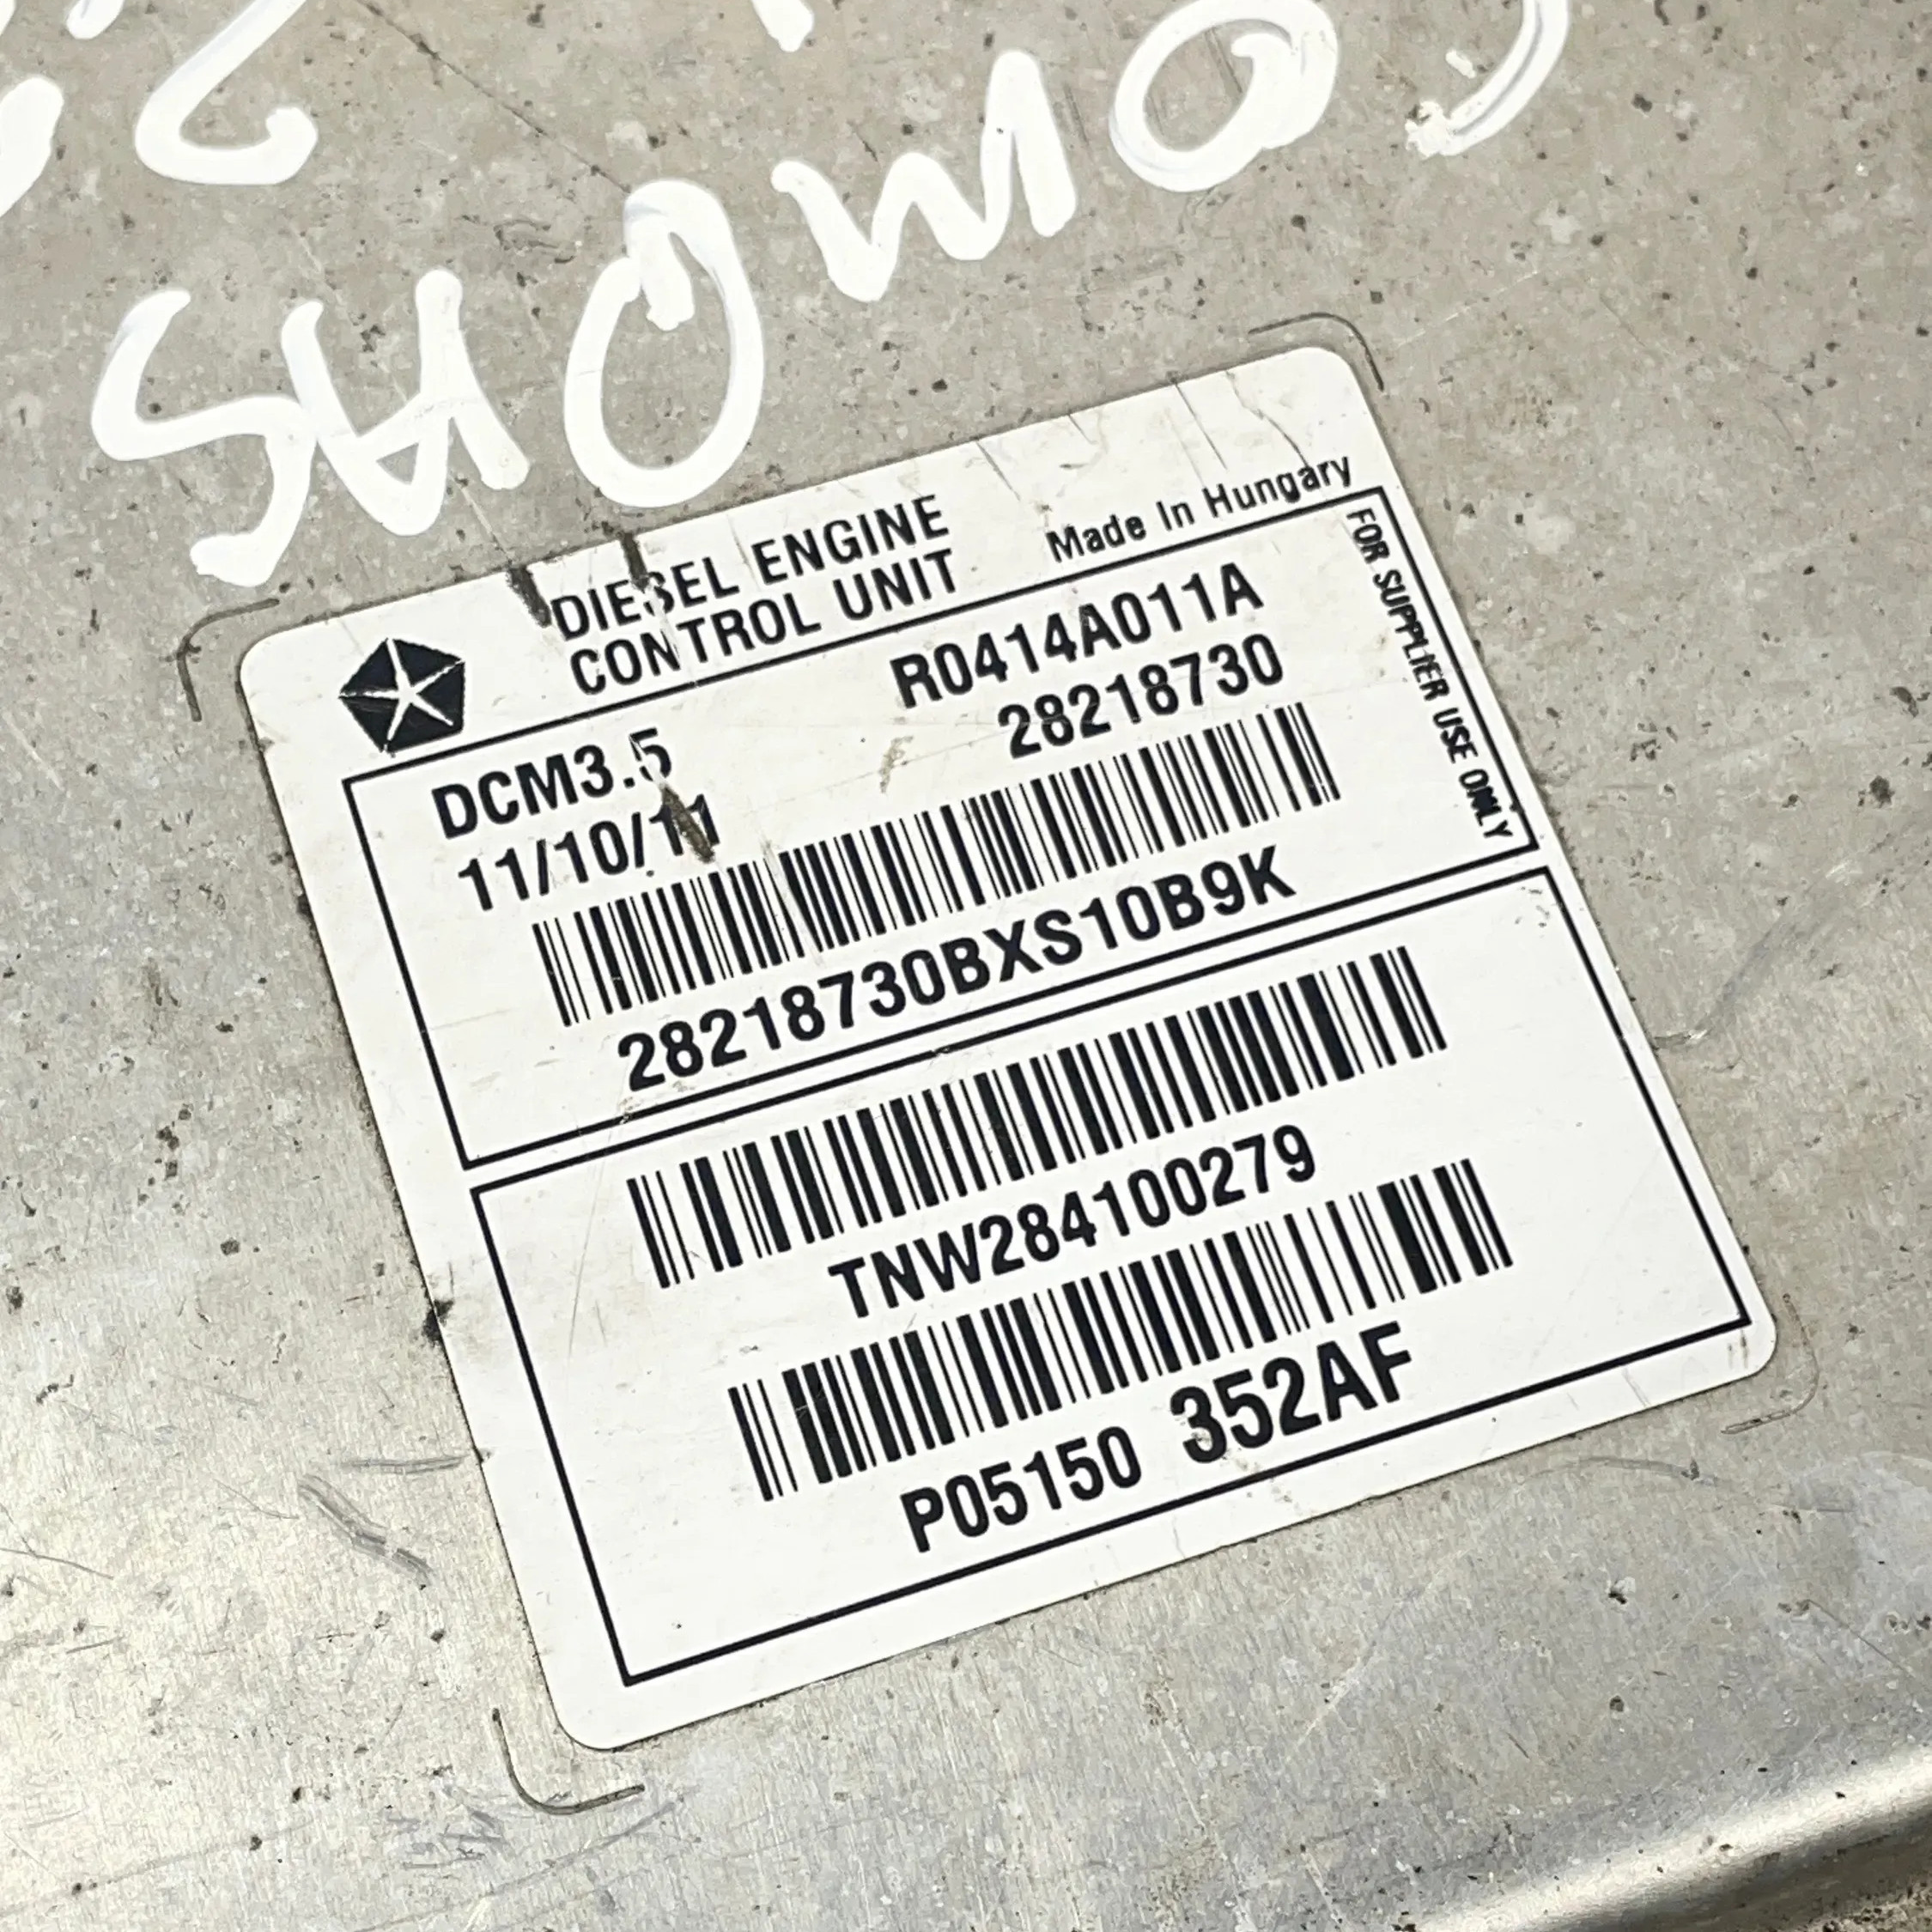 DIESEL ENGINE
CONTROL UNIT
Made In Hungary
DCM3.5
R0414A011A
11/10/11
28218730
FOR SUPPLIER USE ONLY
28218730BXS10B9K
TNW284100279
P05150 352AF